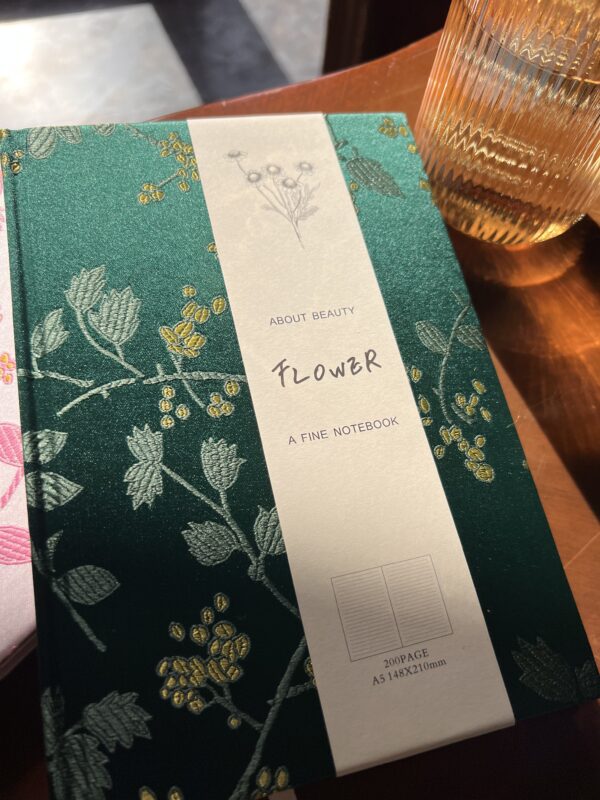 ABOUT BEAUTY
FLOWER
A FINE NOTEBOOK
200PAGE
A5 148X210mm